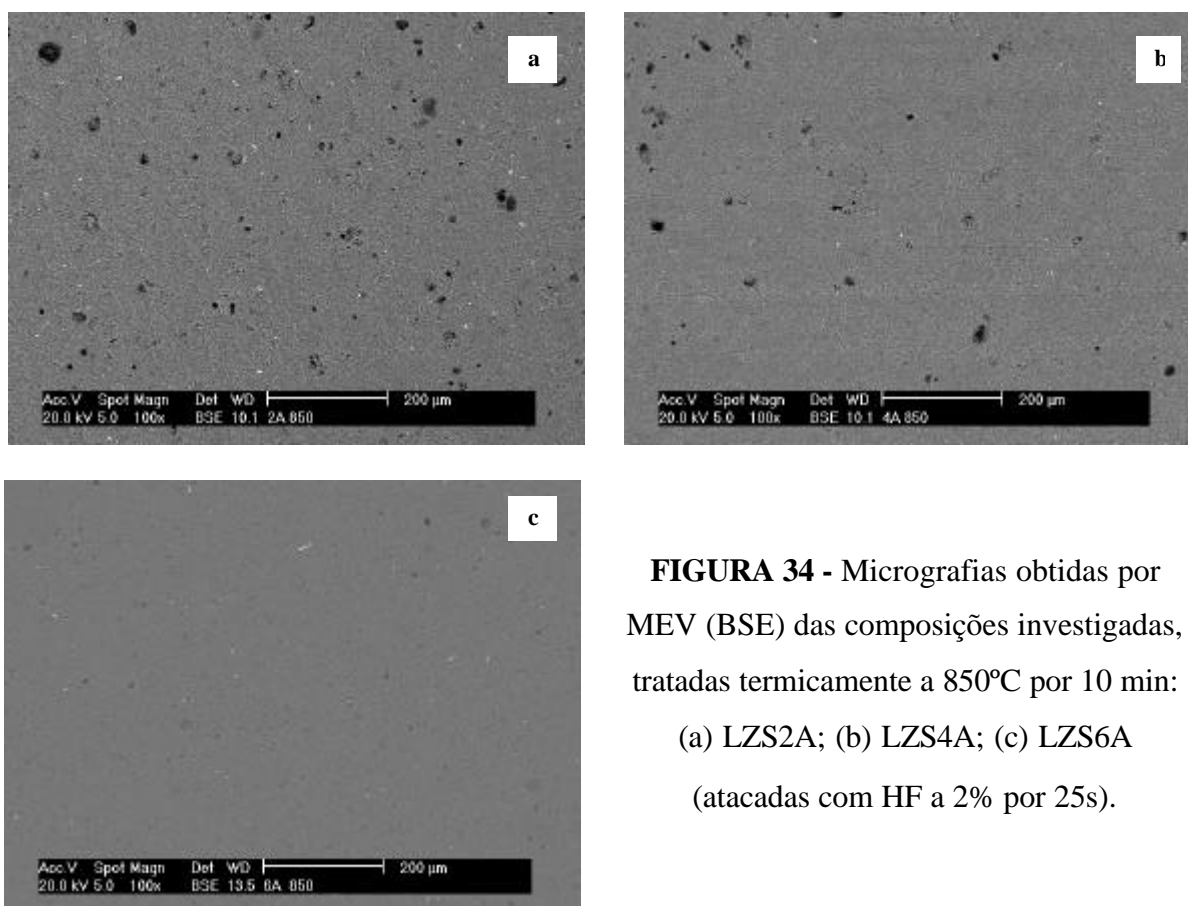 a
Acc.V Spot Magn Det WD 200 µm
20.0 kV 5.0 100x BSE 10.1 2A 850
b
Acc.V Spot Magn Det WD 200 µm
20.0 kV 5.0 100x BSE 10.1 4A 850
c
Acc.V Spot Magn Det WD 200 µm
20.0 kV 5.0 100x BSE 13.5 6A 850
FIGURA 34 - Micrografias obtidas por
MEV (BSE) das composições investigadas,
tratadas termicamente a 850ºC por 10 min:
(a) LZS2A; (b) LZS4A; (c) LZS6A
(atacadas com HF a 2% por 25s).